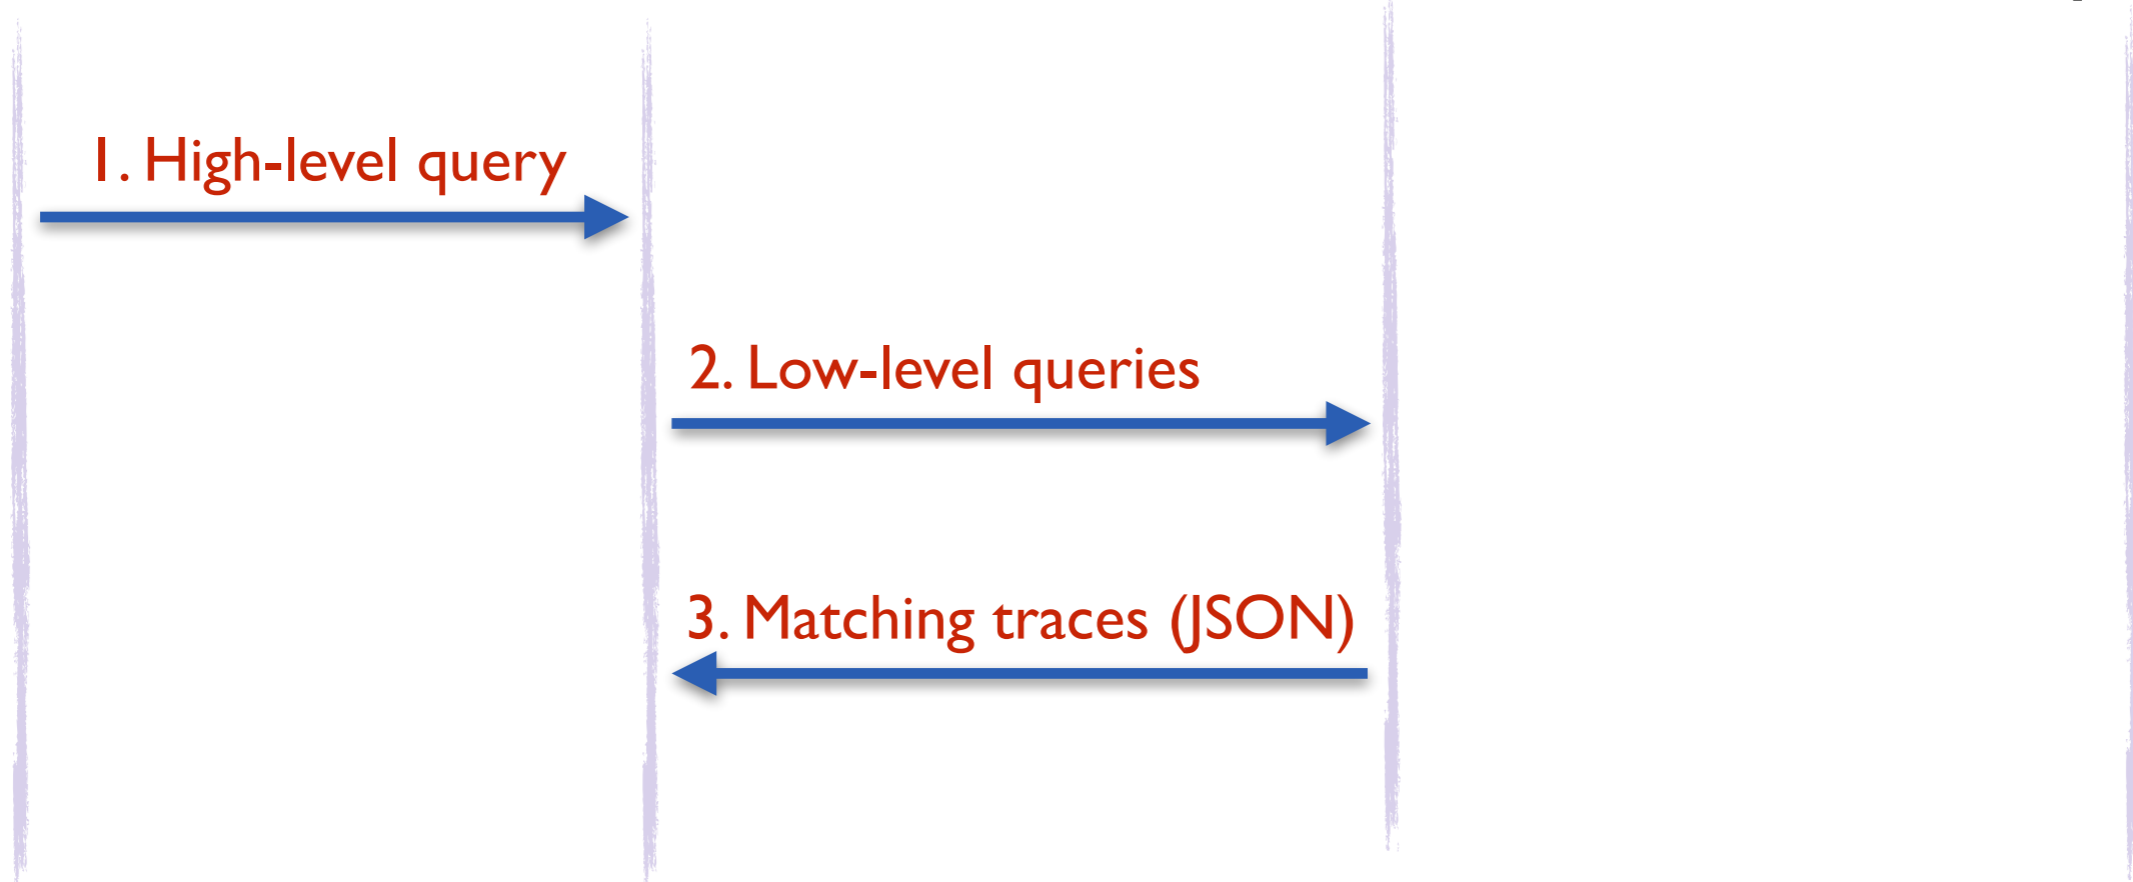 1. High-level query
2. Low-level queries
3. Matching traces (JSON)